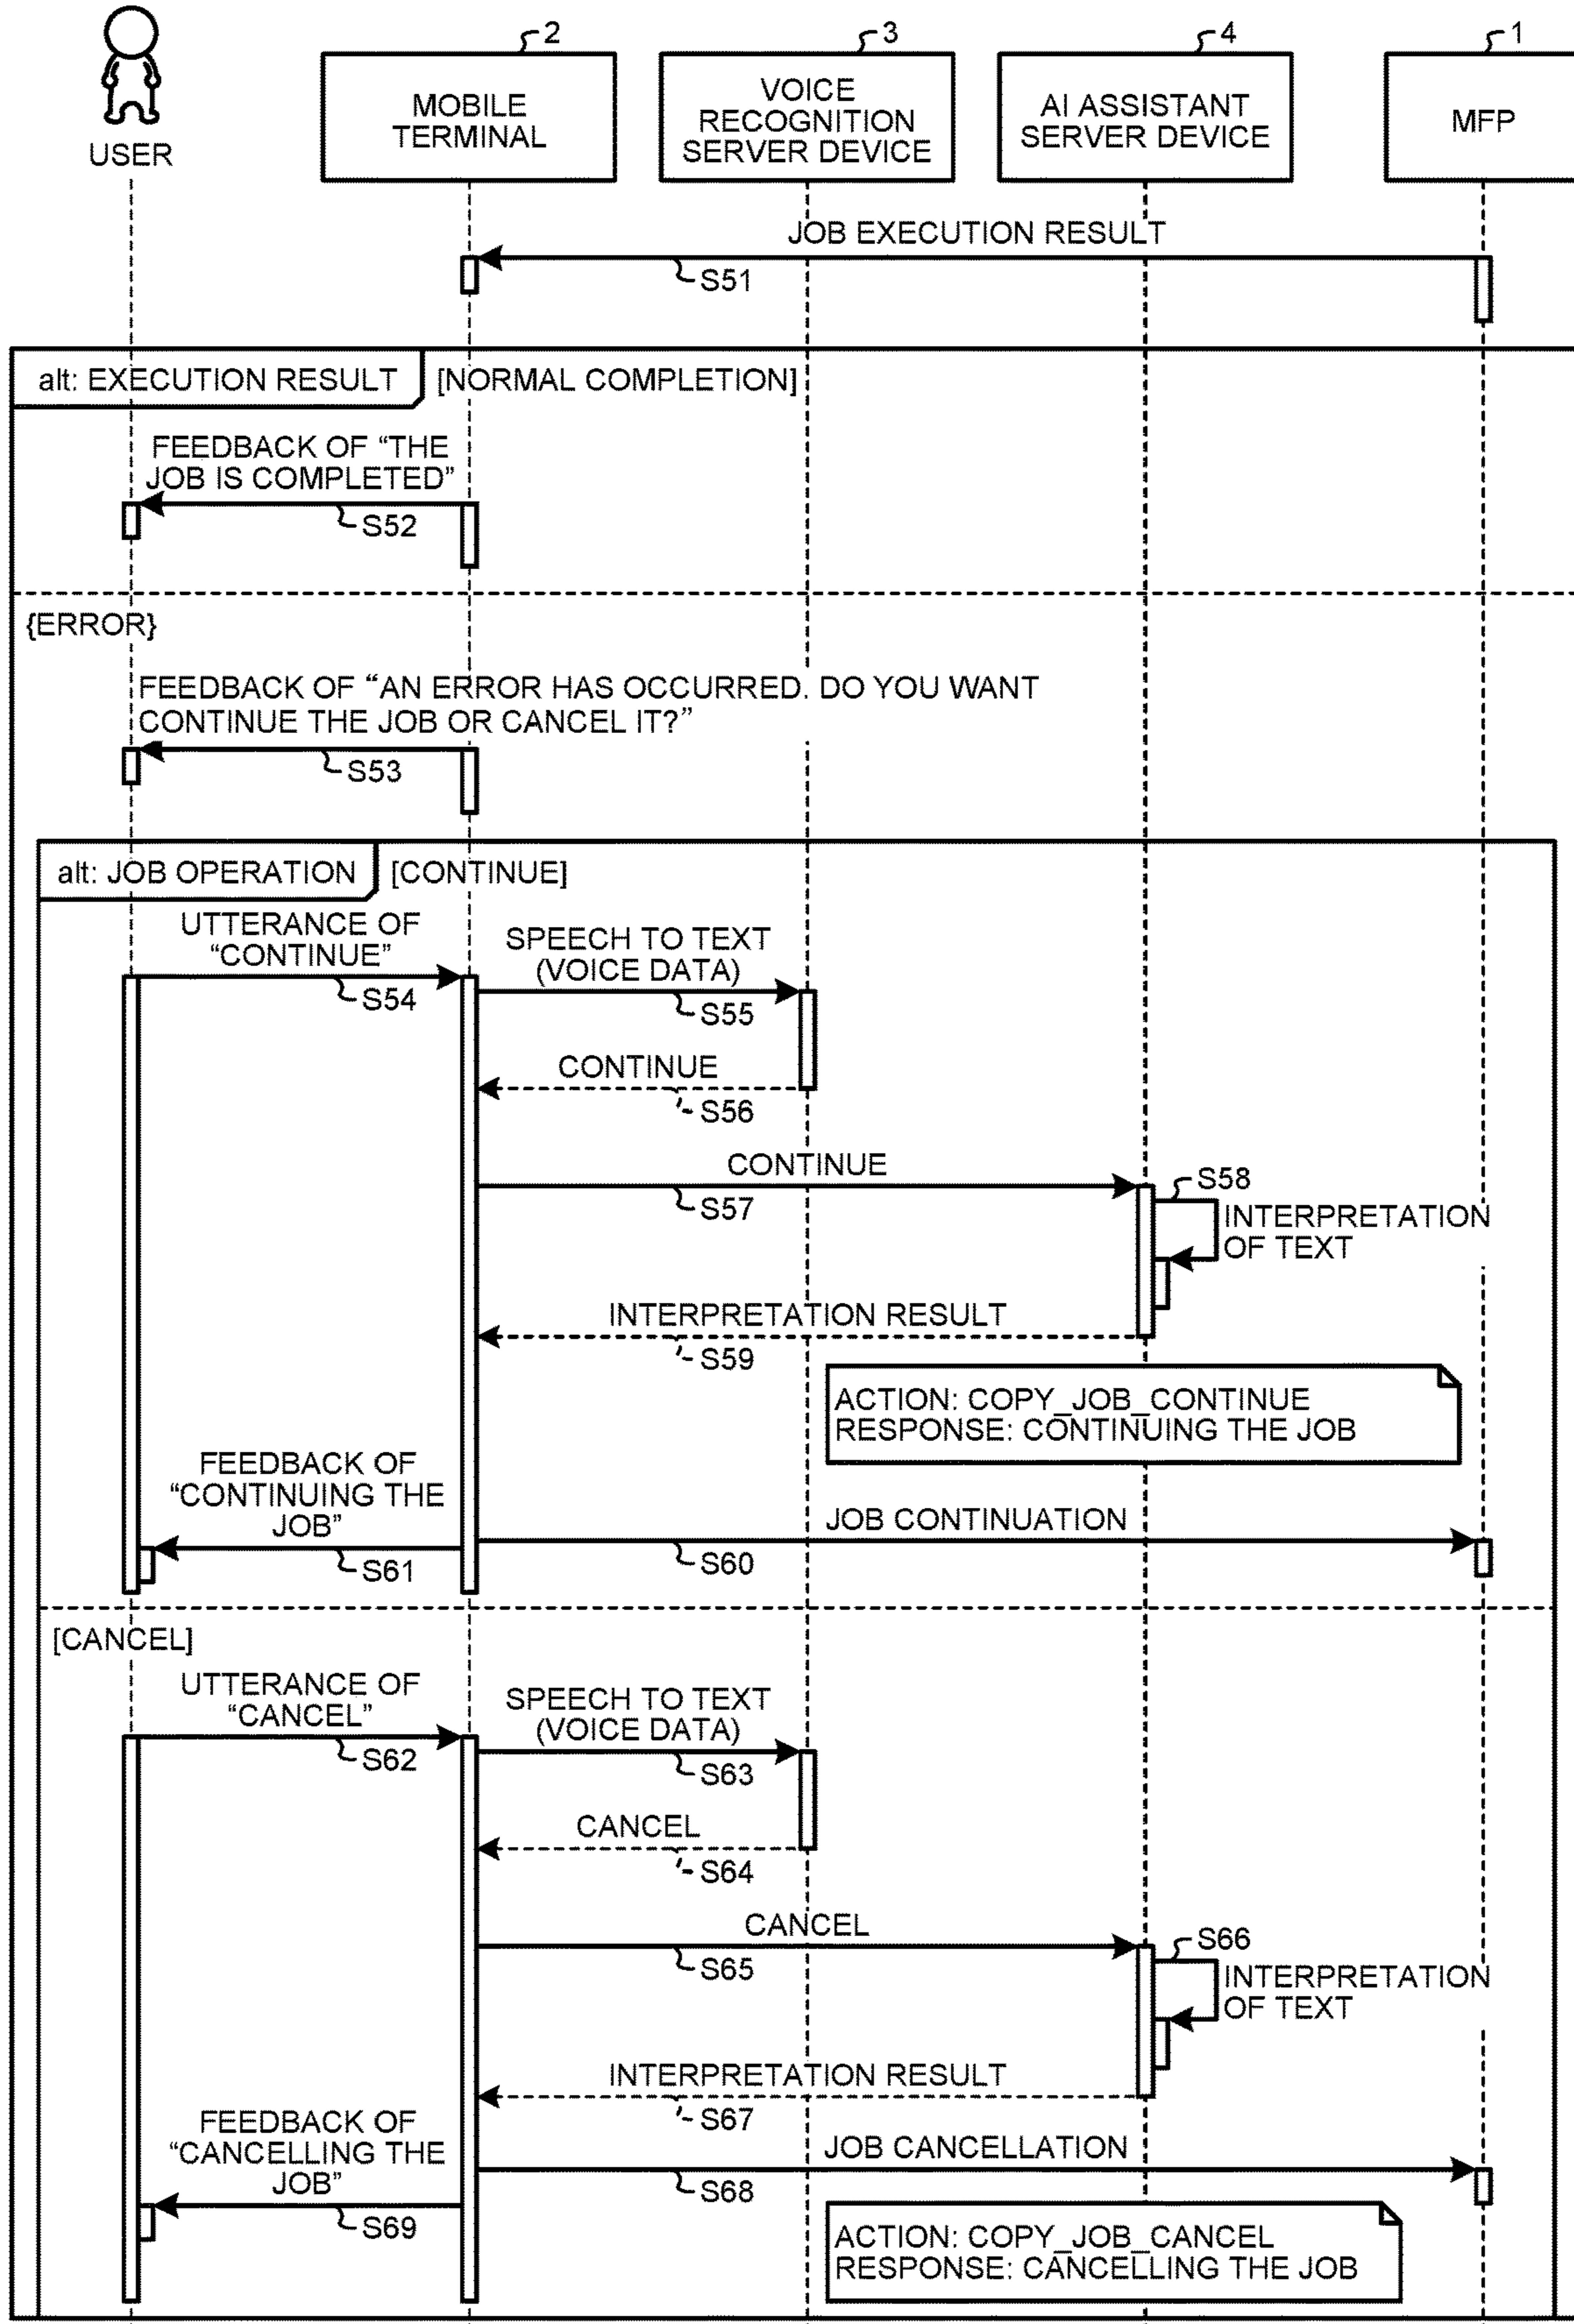 2
3
4
1
USER
MOBILE
TERMINAL
VOICE
RECOGNITION
SERVER DEVICE
AI ASSISTANT
SERVER DEVICE
MFP
JOB EXECUTION RESULT
S51
alt: EXECUTION RESULT
[NORMAL COMPLETION]
FEEDBACK OF “THE
JOB IS COMPLETED”
S52
{ERROR}
FEEDBACK OF “AN ERROR HAS OCCURRED. DO YOU WANT
CONTINUE THE JOB OR CANCEL IT?”
S53
alt: JOB OPERATION
[CONTINUE]
UTTERANCE OF
“CONTINUE”
S54
SPEECH TO TEXT
(VOICE DATA)
S55
CONTINUE
S56
CONTINUE
S57
S58
INTERPRETATION
OF TEXT
INTERPRETATION RESULT
S59
ACTION: COPY_JOB_CONTINUE
RESPONSE: CONTINUING THE JOB
FEEDBACK OF
“CONTINUING THE
JOB”
S61
JOB CONTINUATION
S60
[CANCEL]
UTTERANCE OF
“CANCEL”
S62
SPEECH TO TEXT
(VOICE DATA)
S63
CANCEL
S64
CANCEL
S65
S66
INTERPRETATION
OF TEXT
INTERPRETATION RESULT
S67
FEEDBACK OF
“CANCELLING THE
JOB”
S69
JOB CANCELLATION
S68
ACTION: COPY_JOB_CANCEL
RESPONSE: CANCELLING THE JOB